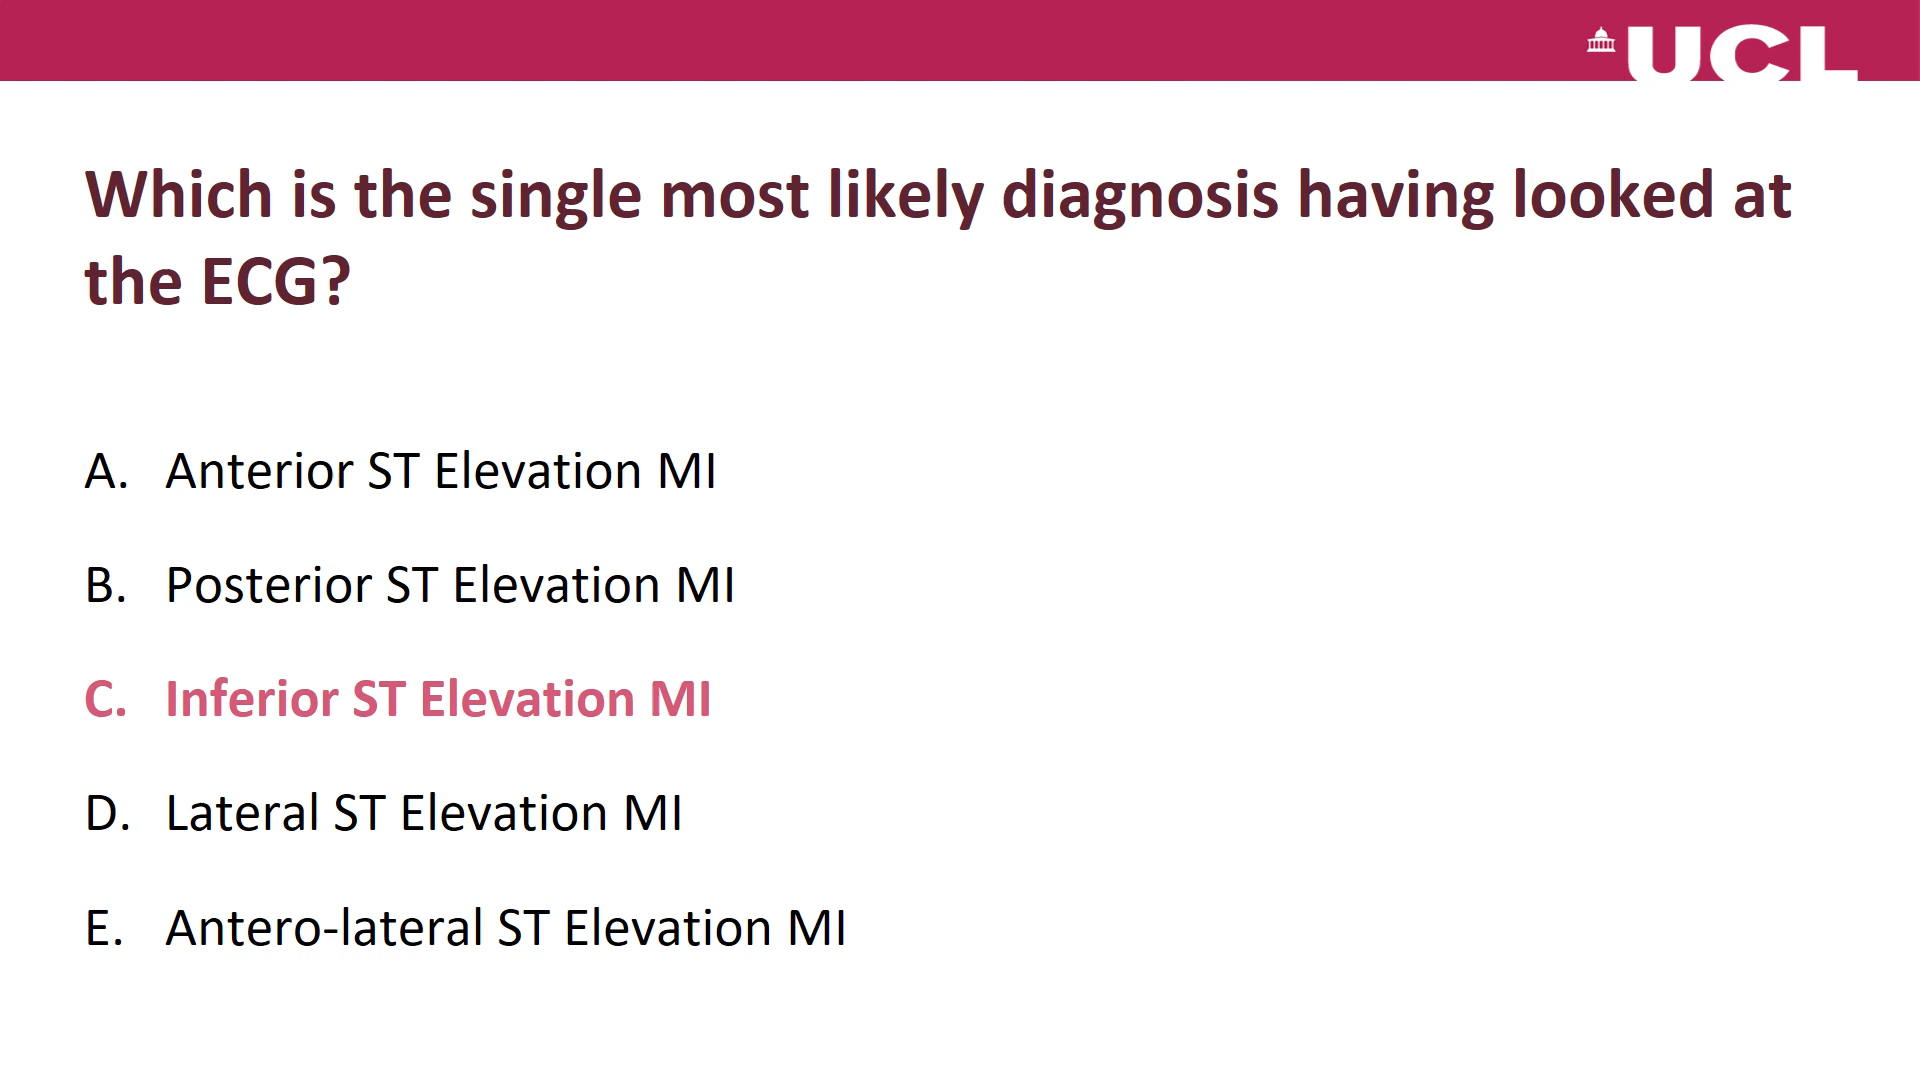 UCL
Which is the single most likely diagnosis having looked at
the ECG?
A. Anterior ST Elevation MI
B. Posterior ST Elevation MI
C. Inferior ST Elevation MI
D. Lateral ST Elevation MI
E. Antero-lateral ST Elevation MI